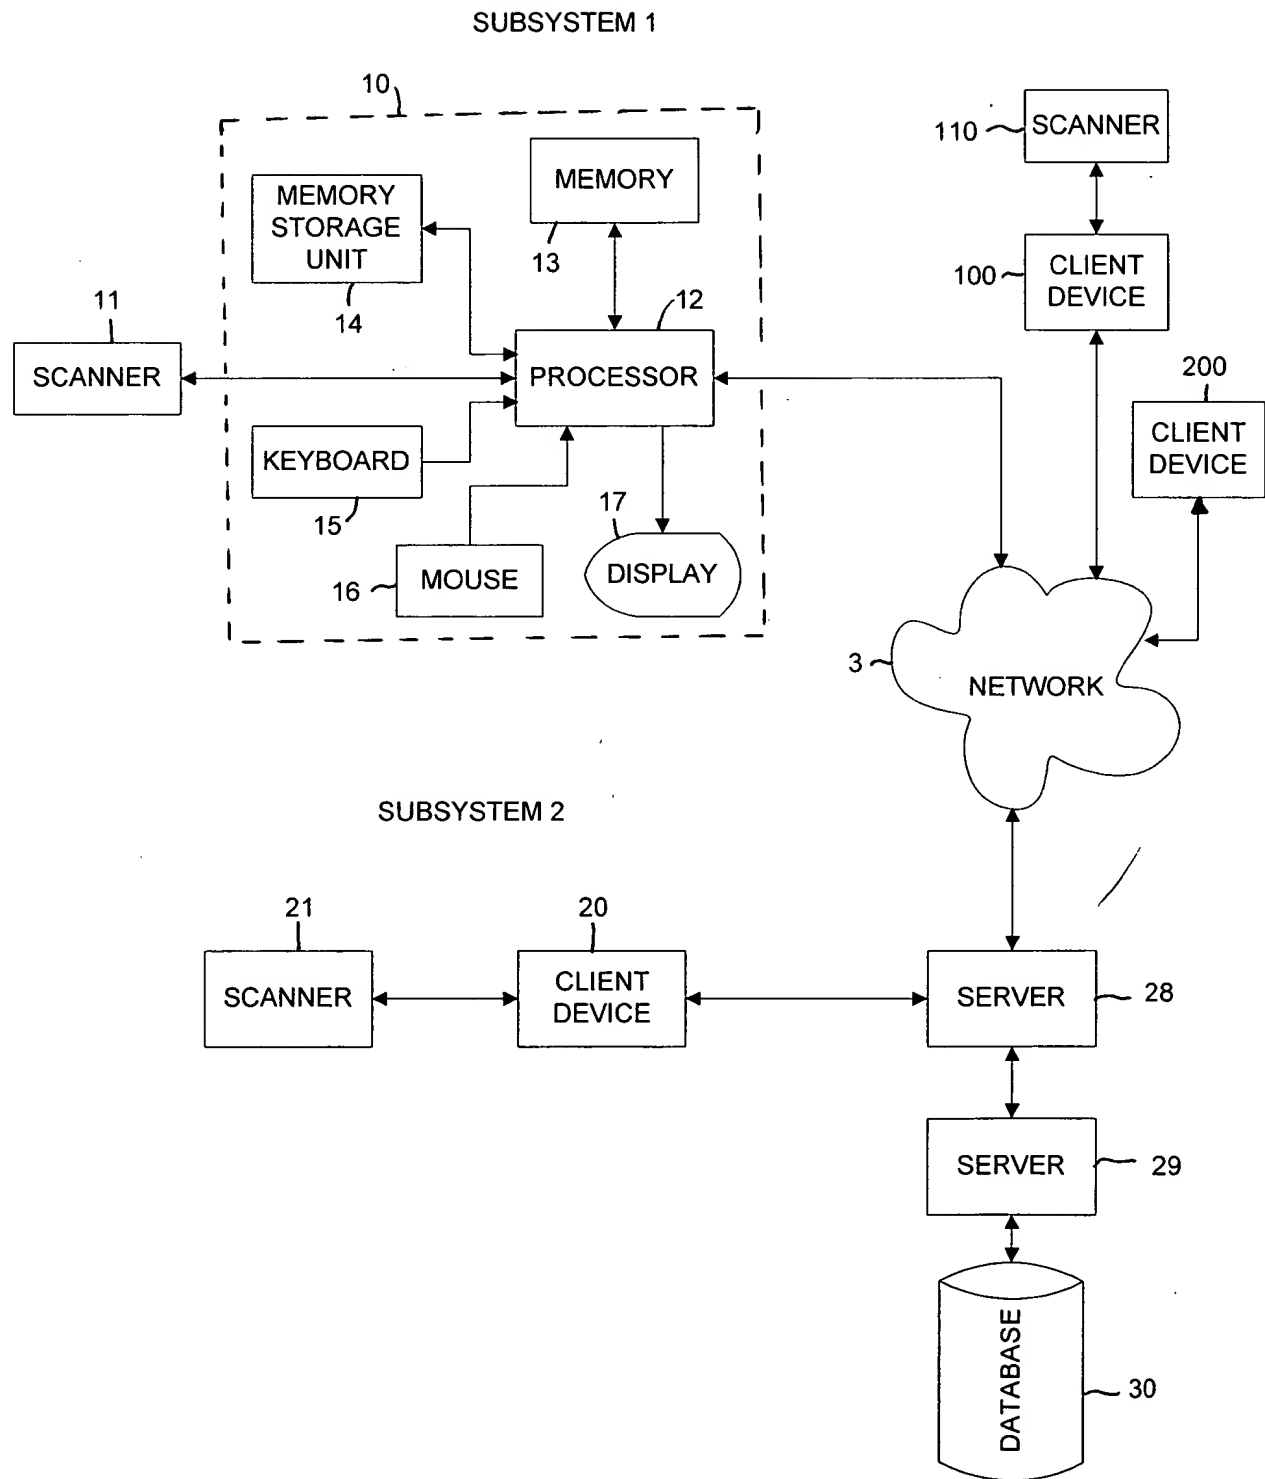 SUBSYSTEM 1
10
110
SCANNER
MEMORY
STORAGE
UNIT
14
MEMORY
13
100
CLIENT
DEVICE
11
SCANNER
12
PROCESSOR
200
CLIENT
DEVICE
KEYBOARD
15
17
16
MOUSE
DISPLAY
3
NETWORK
SUBSYSTEM 2
21
SCANNER
20
CLIENT
DEVICE
SERVER
28
SERVER
29
DATABASE
30